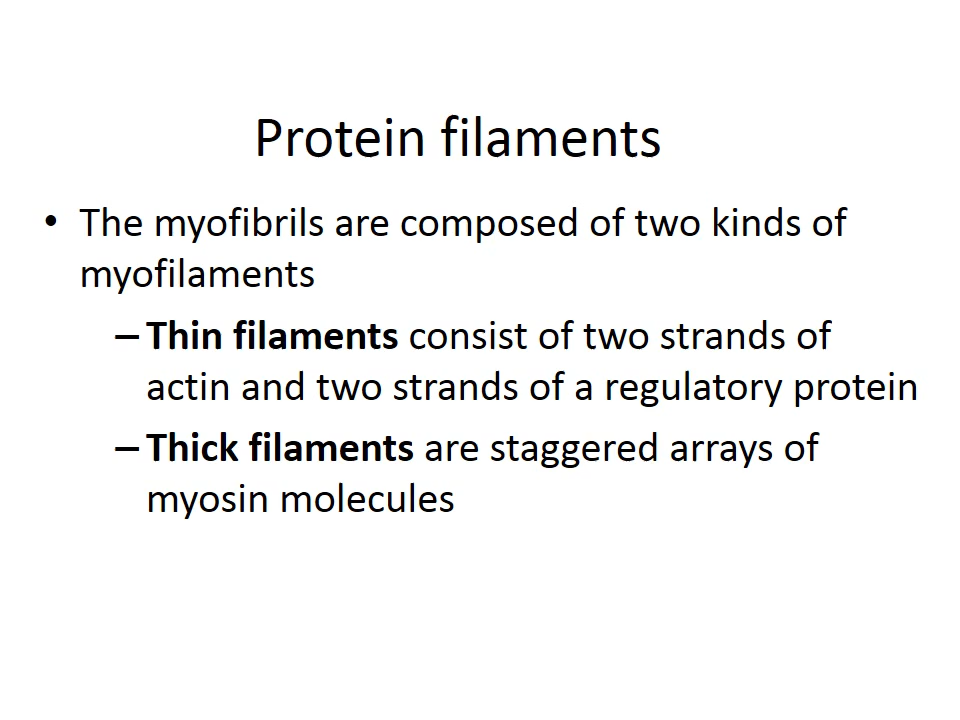 Protein filaments
• The myofibrils are composed of two kinds of
myofilaments
– Thin filaments consist of two strands of
actin and two strands of a regulatory protein
– Thick filaments are staggered arrays of
myosin molecules